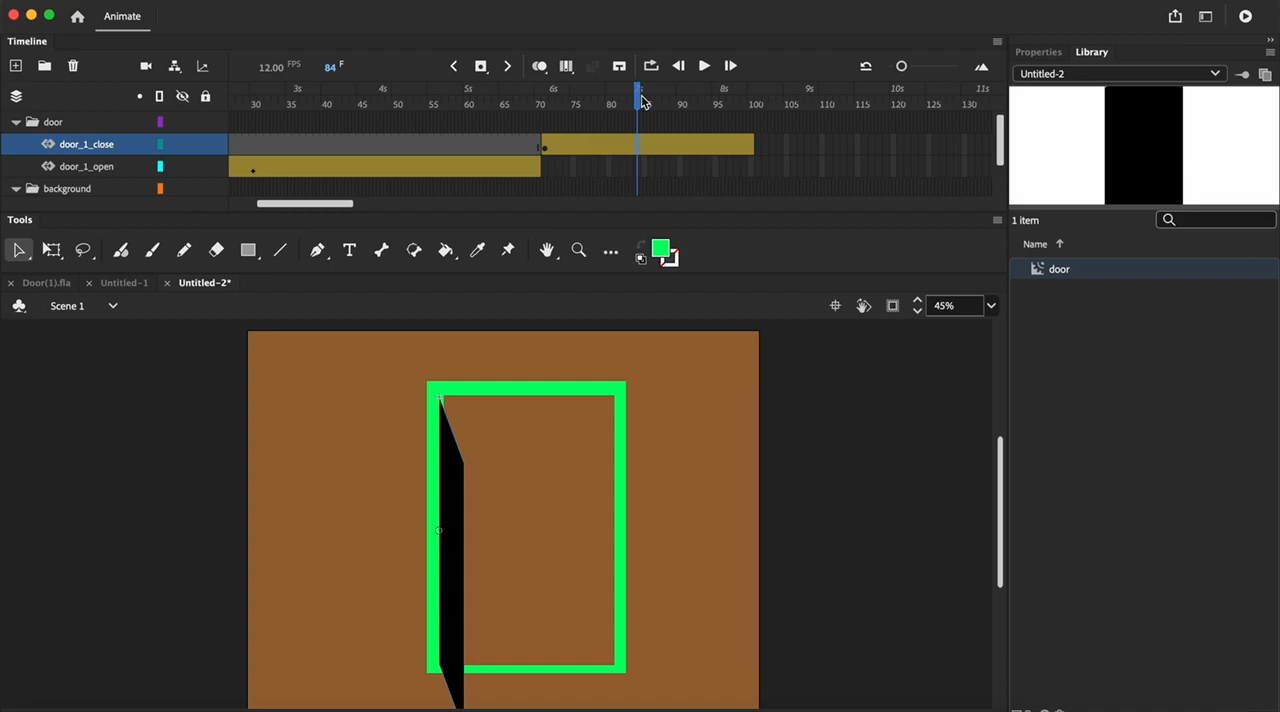 Animate
Timeline
12.00 FPS 84 F
3s 4s 5s 6s 8s 9s 10s 11s
30 35 40 45 50 55 60 65 70 75 80 90 95 100 105 110 115 120 125 130
door
door_1_close
door_1_open
background
Tools
Door(1).fla
Untitled-1
Untitled-2*
Scene 1
45%
Properties
Library
Untitled-2
1 item
Name
door